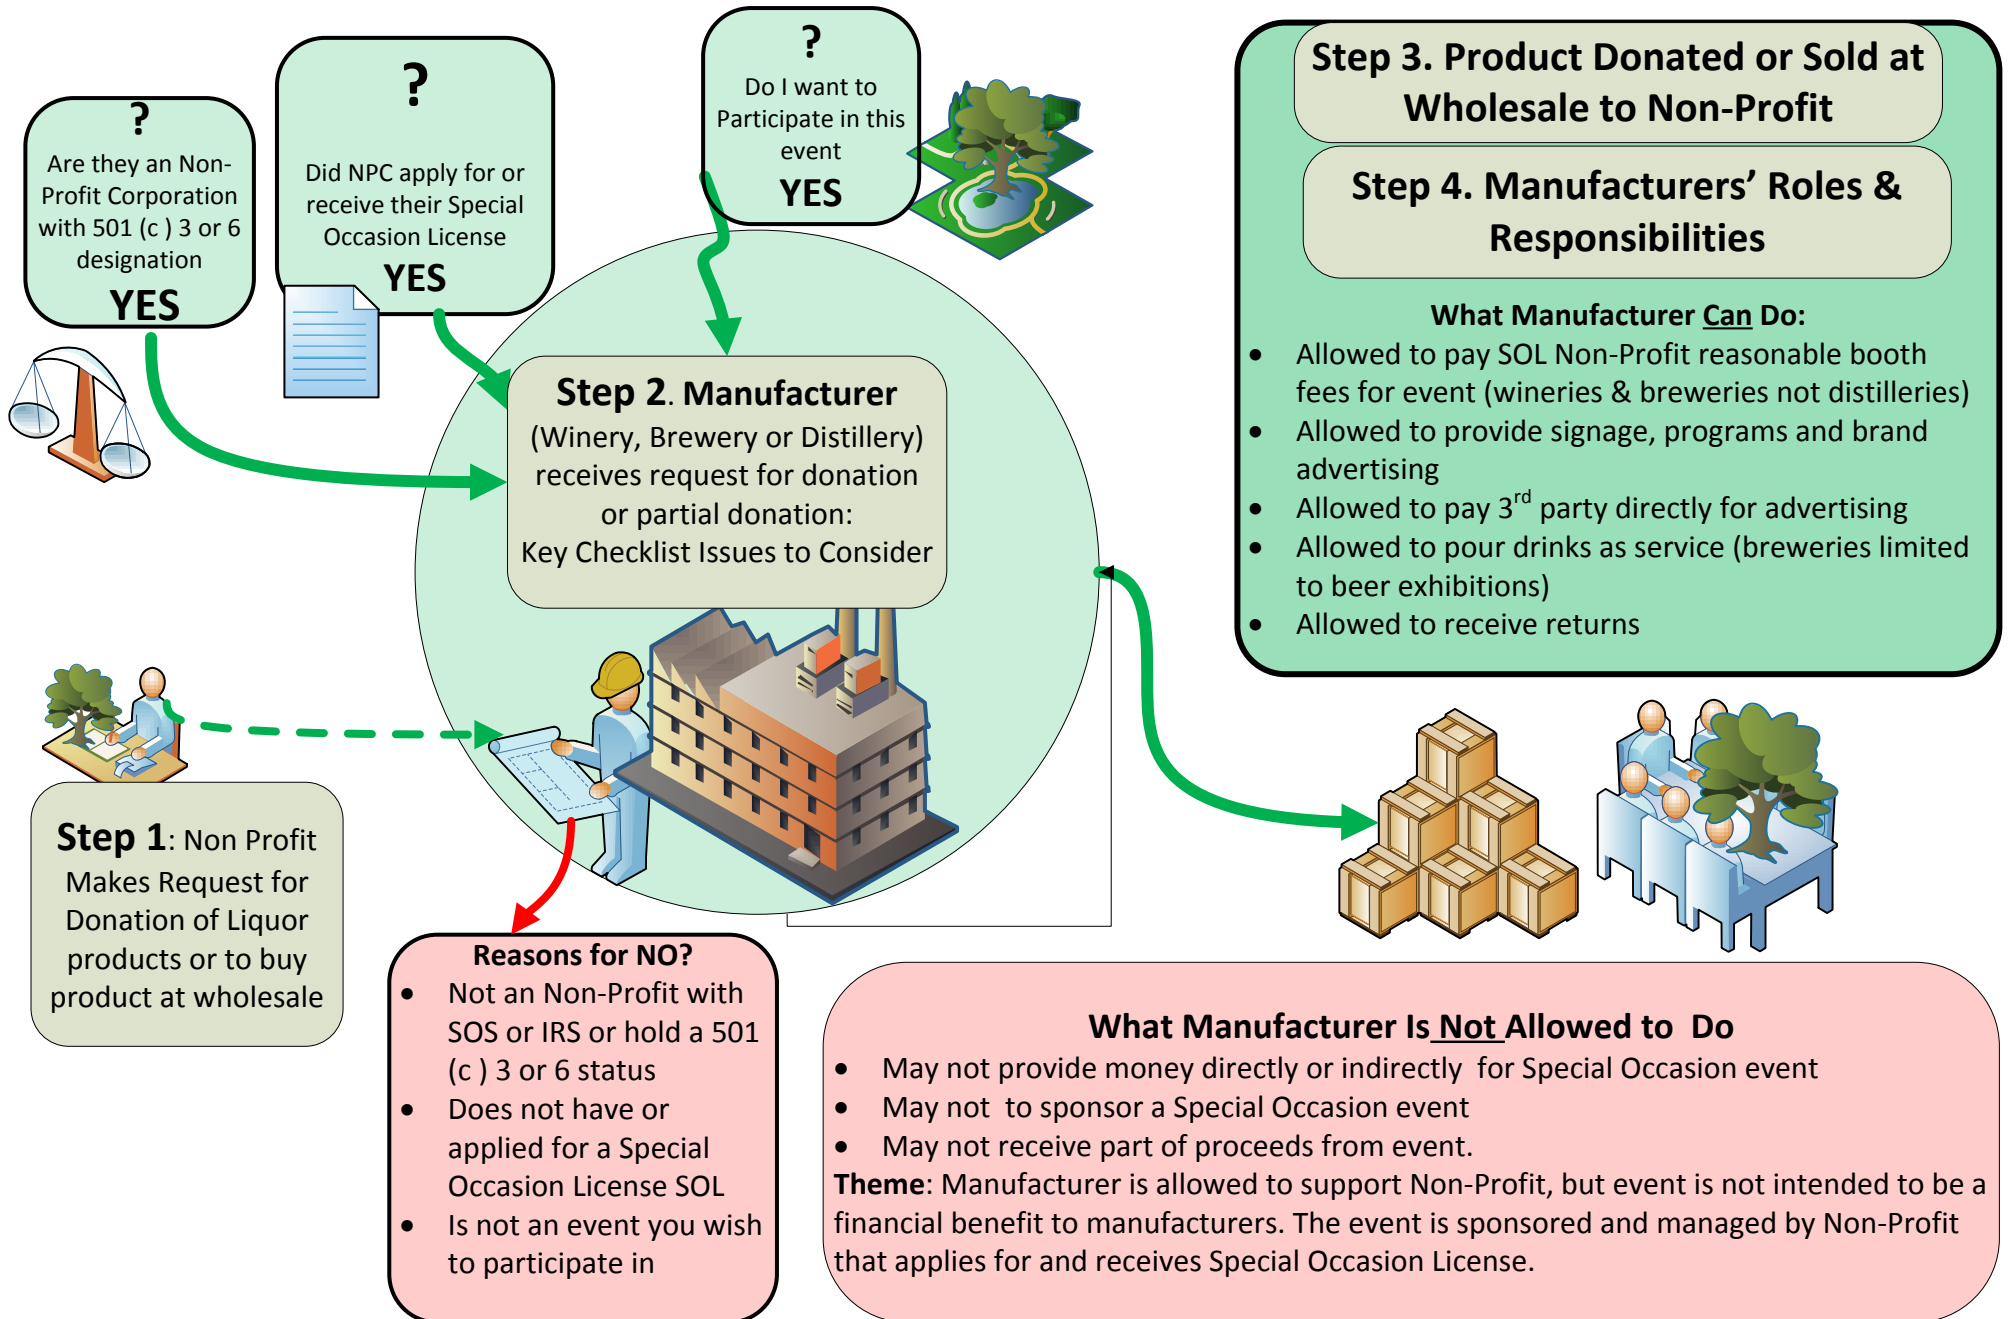 ?
Are they an Non-
Profit Corporation
with 501 (c ) 3 or 6
designation
YES
?
Did NPC apply for or
receive their Special
Occasion License
YES
?
Do I want to
Participate in this
event
YES
Step 2. Manufacturer
(Winery, Brewery or Distillery)
receives request for donation
or partial donation:
Key Checklist Issues to Consider
Step 1: Non Profit
Makes Request for
Donation of Liquor
products or to buy
product at wholesale
Reasons for NO?
• Not an Non-Profit with
SOS or IRS or hold a 501
(c ) 3 or 6 status
• Does not have or
applied for a Special
Occasion License SOL
• Is not an event you wish
to participate in
Step 3. Product Donated or Sold at
Wholesale to Non-Profit
Step 4. Manufacturers’ Roles &
Responsibilities
What Manufacturer Can Do:
• Allowed to pay SOL Non-Profit reasonable booth
fees for event (wineries & breweries not distilleries)
• Allowed to provide signage, programs and brand
advertising
• Allowed to pay 3rd party directly for advertising
• Allowed to pour drinks as service (breweries limited
to beer exhibitions)
• Allowed to receive returns
What Manufacturer Is Not Allowed to  Do
• May not provide money directly or indirectly  for Special Occasion event
• May not  to sponsor a Special Occasion event
• May not receive part of proceeds from event.
Theme: Manufacturer is allowed to support Non-Profit, but event is not intended to be a
financial benefit to manufacturers. The event is sponsored and managed by Non-Profit
that applies for and receives Special Occasion License.